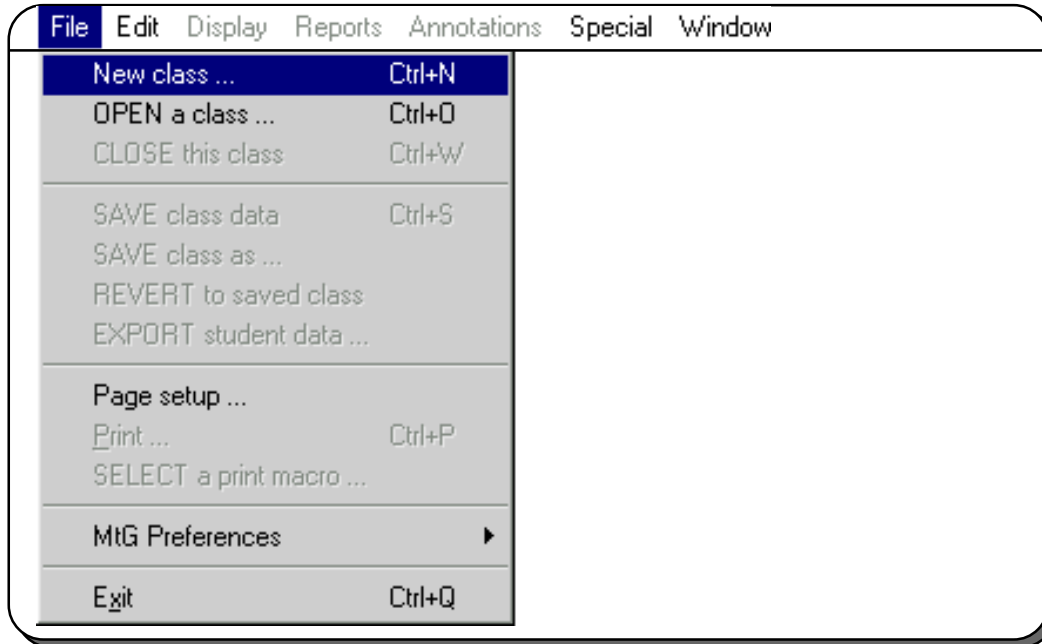 File Edit Display Reports Annotations Special Window
New class ... Ctrl+N
OPEN a class ... Ctrl+O
CLOSE this class Ctrl+W
SAVE class data Ctrl+S
SAVE class as ...
REVERT to saved class
EXPORT student data ...
Page setup ...
Print ... Ctrl+P
SELECT a print macro ...
MtG Preferences
Exit Ctrl+Q